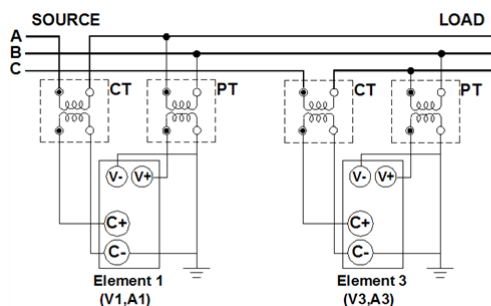 SOURCE LOAD
A
B
C
CT PT CT PT
V- V+ V- V+
C+ C+
C- C-
Element 1 Element 3
(V1,A1) (V3,A3)